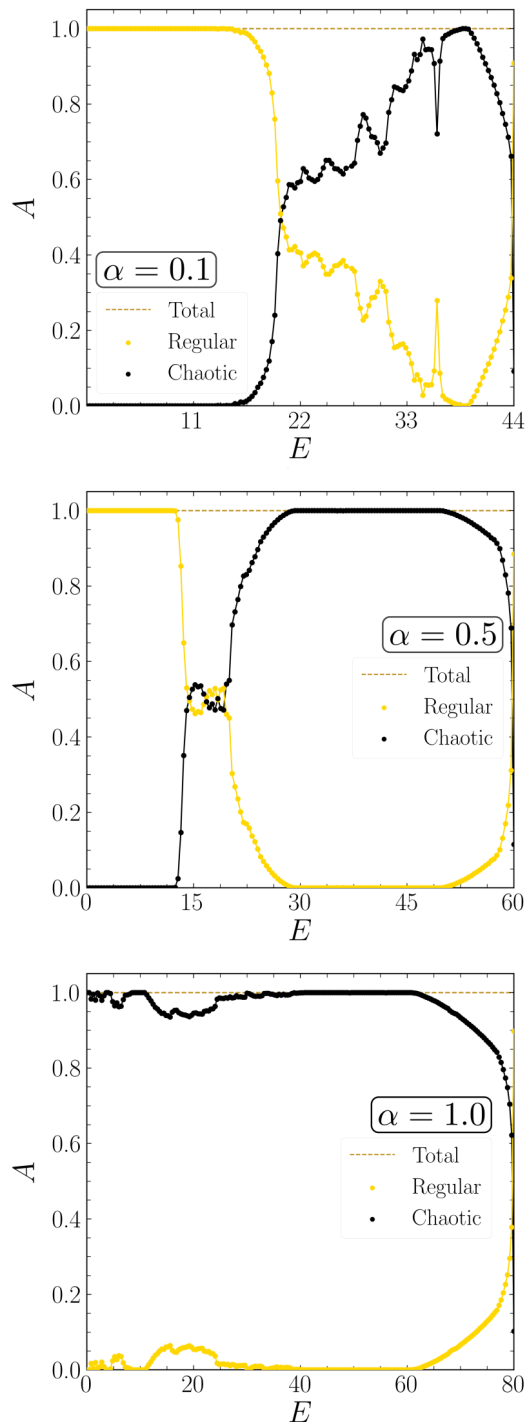 1.0
0.8
0.6
0.4
0.2
0.0
A
α = 0.1
Total
Regular
Chaotic
11
22
33
44
E
1.0
0.8
0.6
0.4
0.2
0.0
A
α = 0.5
Total
Regular
Chaotic
0
15
30
45
60
E
1.0
0.8
0.6
0.4
0.2
0.0
A
α = 1.0
Total
Regular
Chaotic
0
20
40
60
80
E